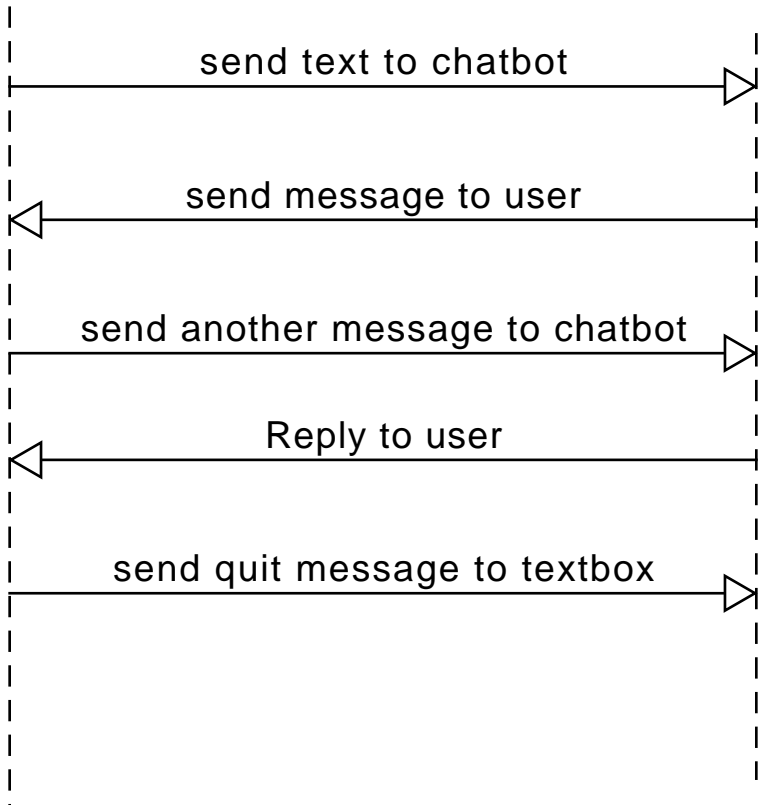 send text to chatbot
send message to user
send another message to chatbot
Reply to user
send quit message to textbox